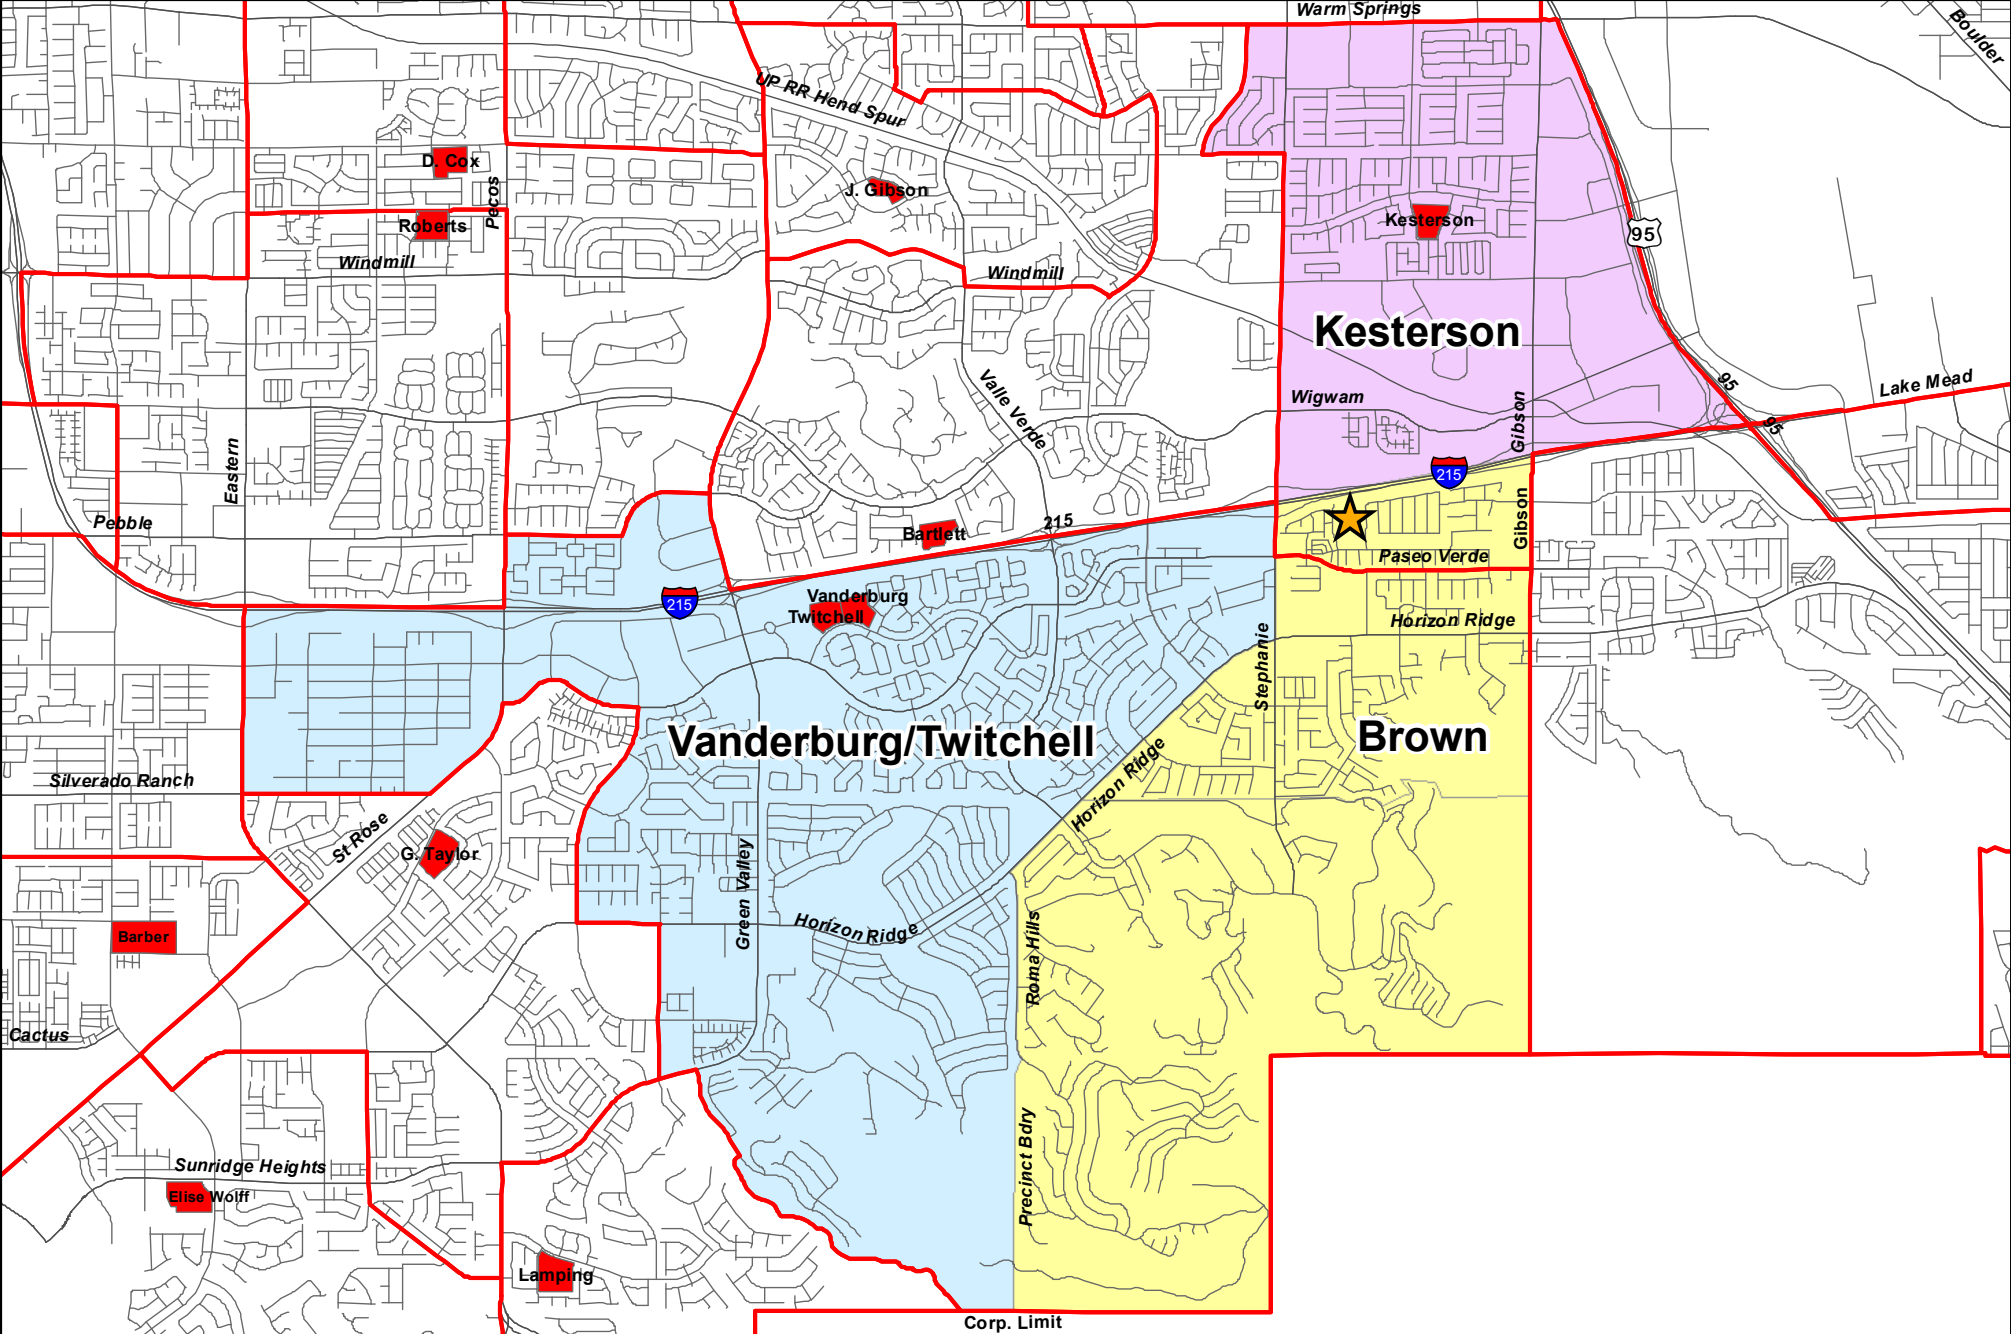 Warm Springs
Boulder
UP RR Hend Spur
D. Cox
Pecos
J. Gibson
Roberts
Kesterson
95
Windmill
Windmill
Kesterson
Valle Verde
Wigwam
95
Lake Mead
Gibson
95
Eastern
215
Pebble
Bartlett
215
Gibson
Paseo Verde
215
Vanderburg
Twitchell
Horizon Ridge
Stephanie
Vanderburg/Twitchell
Brown
Silverado Ranch
Horizon Ridge
St Rose
G. Taylor
Green Valley
Barber
Horizon Ridge
Roma Hills
Cactus
Precinct Bdry
Sunridge Heights
Elise Wolff
Lamping
Corp. Limit